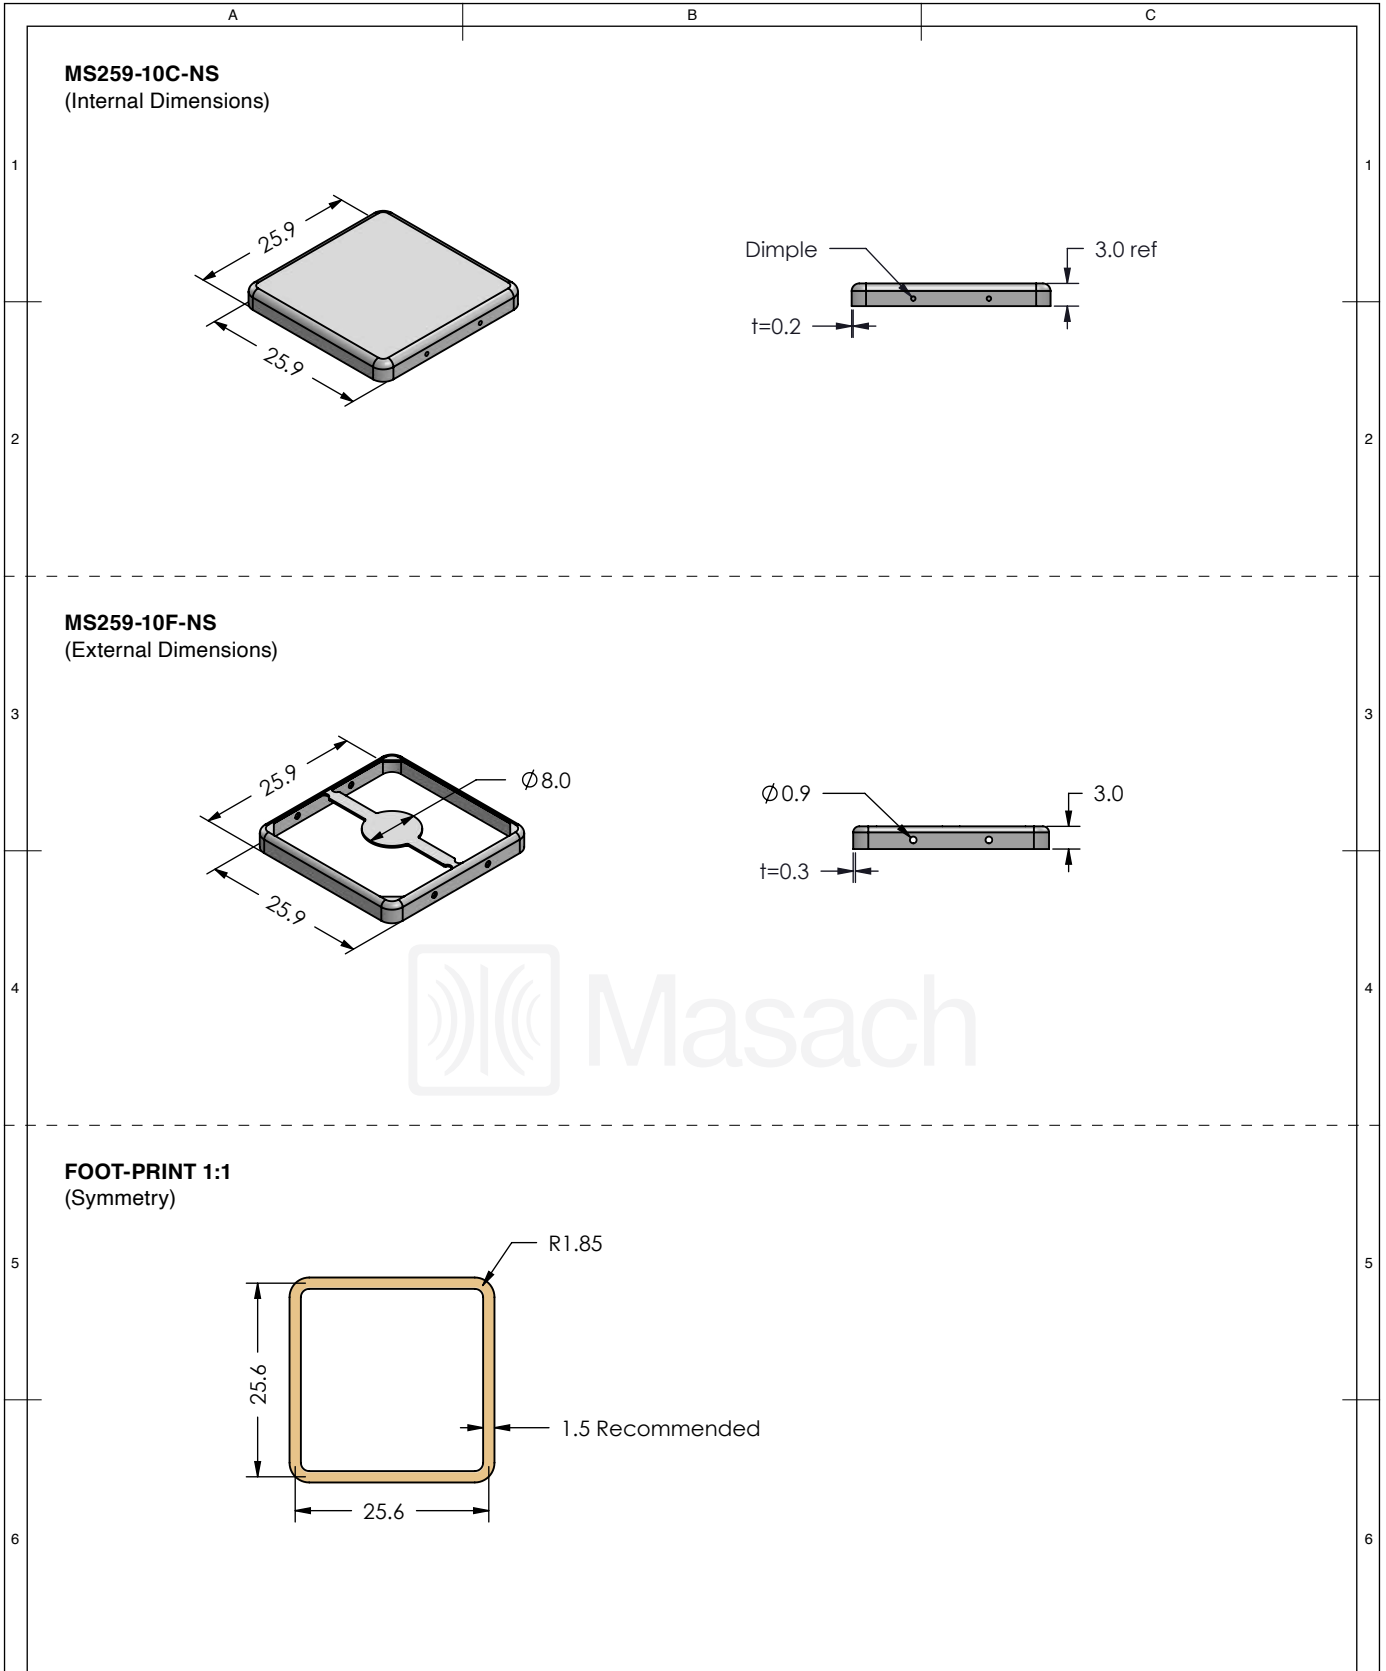 A B C
MS259-10C-NS
(Internal Dimensions)
1 1
25.9
25.9
Dimple
3.0 ref
t=0.2
2 2
MS259-10F-NS
(External Dimensions)
3 3
25.9
Ø8.0
25.9
Ø0.9
3.0
t=0.3
Masach
4 4
FOOT-PRINT 1:1
(Symmetry)
R1.85
5 5
25.6
1.5 Recommended
25.6
6 6